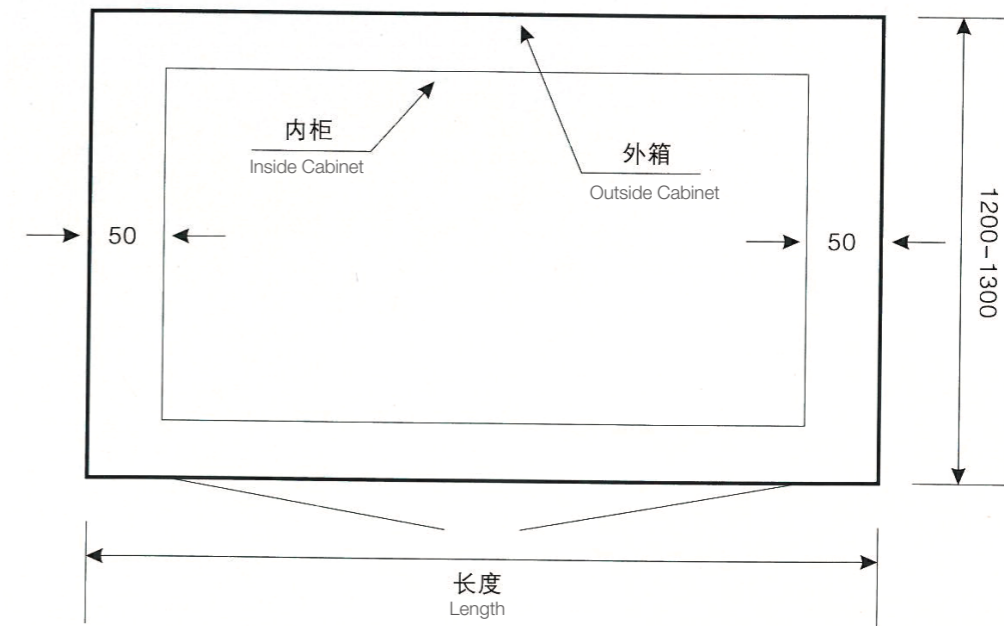 内柜
Inside Cabinet
外箱
Outside Cabinet
50
50
1200-1300
长度
Length